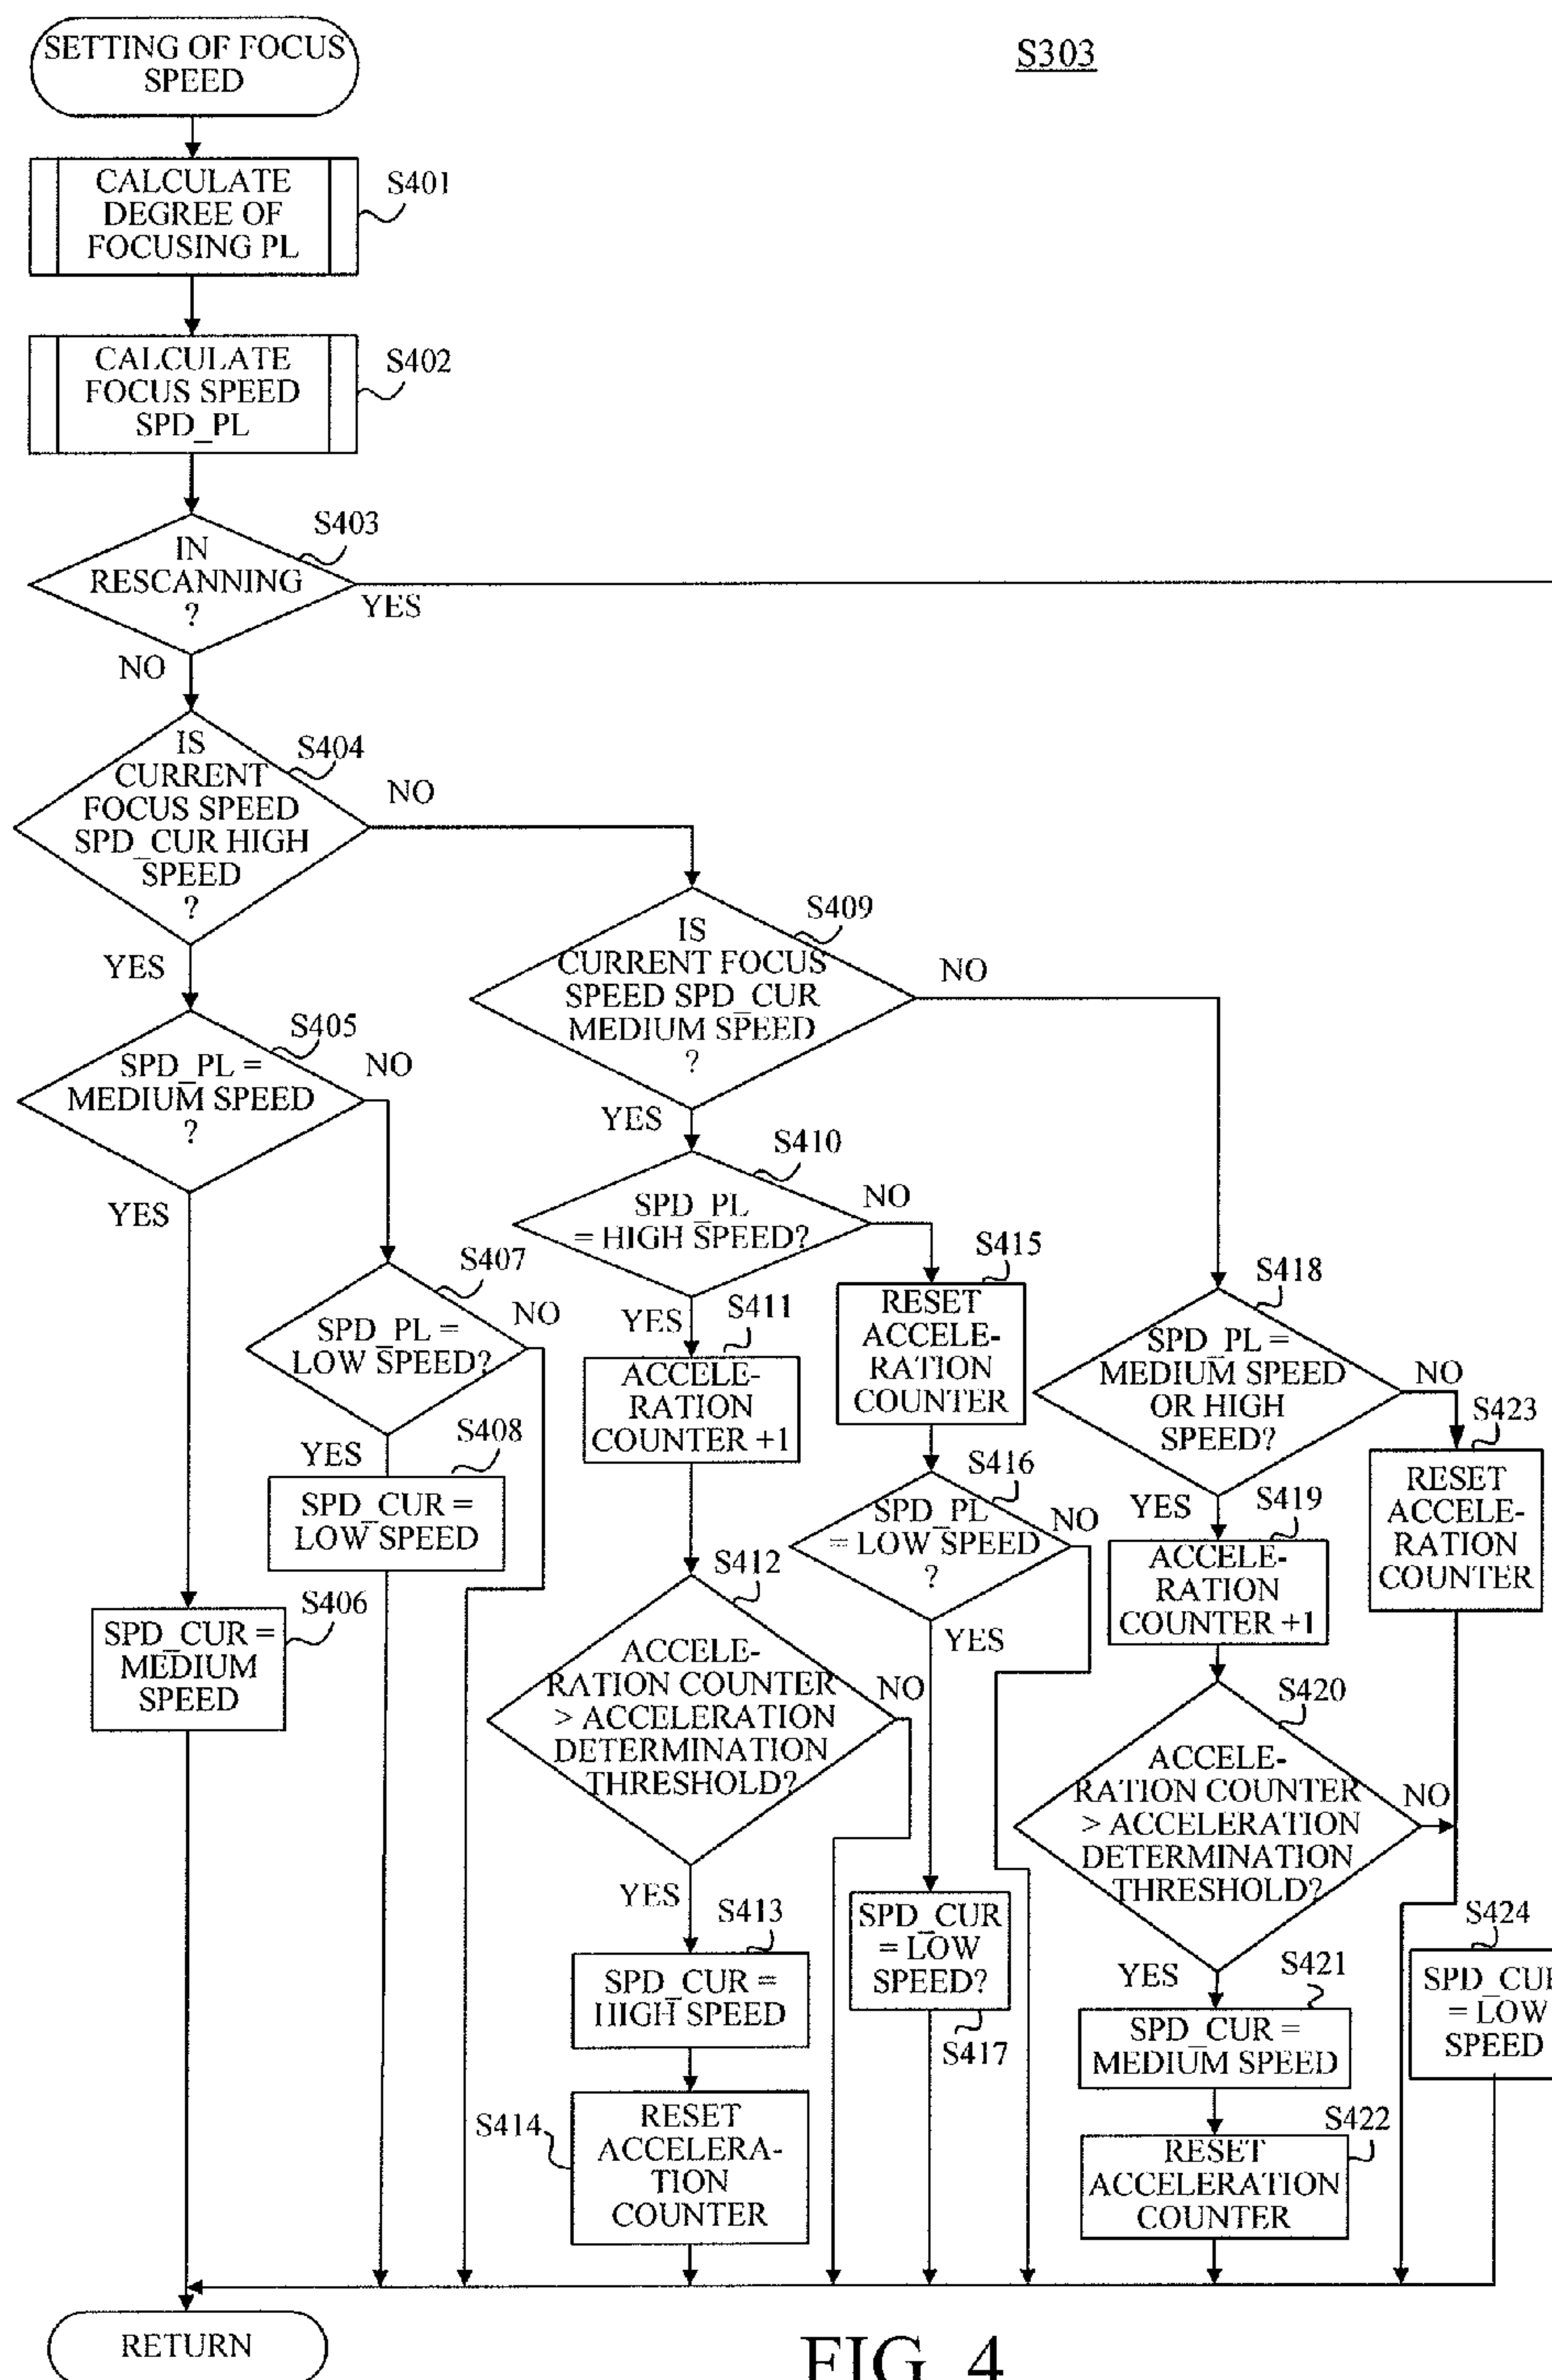 SETTING OF FOCUS
SPEED
S303
CALCULATE
DEGREE OF
FOCUSING PL
S401
CALCULATE
FOCUS SPEED
SPD_PL
S402
IN
RESCANNING
?
S403
YES
NO
IS
CURRENT
FOCUS SPEED
SPD_CUR HIGH
SPEED
?
S404
NO
YES
SPD_PL =
MEDIUM SPEED
?
S405
NO
YES
SPD_CUR =
MEDIUM
SPEED
S406
SPD_PL =
LOW SPEED?
S407
NO
YES
SPD_CUR =
LOW SPEED
S408
IS
CURRENT FOCUS
SPEED SPD_CUR
MEDIUM SPEED
?
S409
NO
YES
SPD_PL
= HIGH SPEED?
S410
NO
YES
ACCELE-
RATION
COUNTER +1
S411
ACCELE-
RATION COUNTER
> ACCELERATION
DETERMINATION
THRESHOLD?
S412
NO
YES
SPD_CUR =
HIGH SPEED
S413
RESET
ACCELERA-
TION
COUNTER
S414
RESET
ACCELE-
RATION
COUNTER
S415
SPD_PL
= LOW SPEED
?
S416
NO
YES
SPD_CUR
= LOW
SPEED?
S417
SPD_PL =
MEDIUM SPEED
OR HIGH
SPEED?
S418
NO
YES
ACCELE-
RATION
COUNTER +1
S419
ACCELE-
RATION COUNTER
> ACCELERATION
DETERMINATION
THRESHOLD?
S420
NO
YES
SPD_CUR =
MEDIUM SPEED
S421
RESET
ACCELERATION
COUNTER
S422
RESET
ACCELE-
RATION
COUNTER
S423
SPD_CUR
= LOW
SPEED
S424
RETURN
FIG. 4